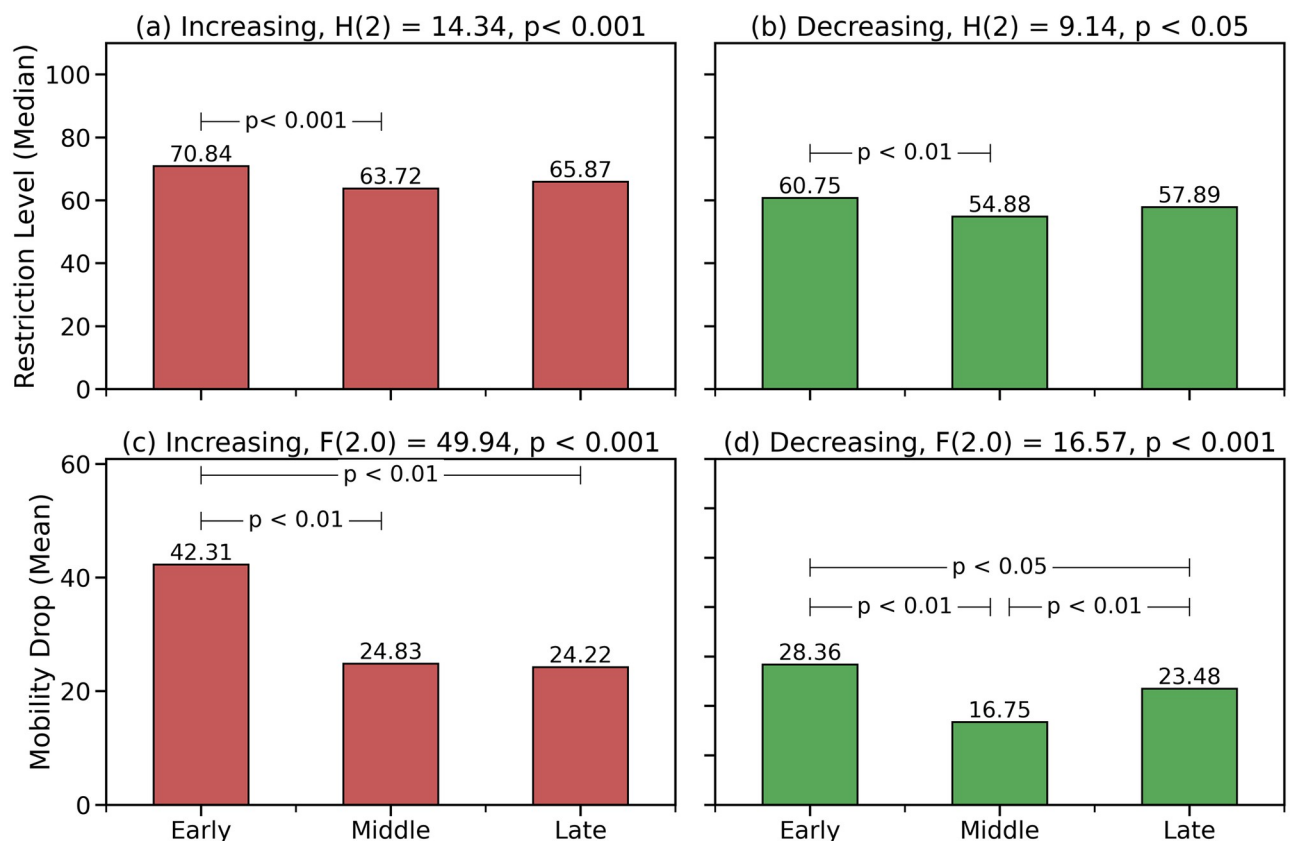 (a) Increasing, H(2) = 14.34, p< 0.001
Restriction Level (Median)
100
80
60
40
20
0
p< 0.001
70.84
63.72
65.87
(b) Decreasing, H(2) = 9.14, p < 0.05
p < 0.01
60.75
54.88
57.89
(c) Increasing, F(2.0) = 49.94, p < 0.001
Mobility Drop (Mean)
60
40
20
0
p < 0.01
p < 0.01
42.31
24.83
24.22
Early Middle Late
(d) Decreasing, F(2.0) = 16.57, p < 0.001
p < 0.05
p < 0.01 p < 0.01
28.36
16.75
23.48
Early Middle Late